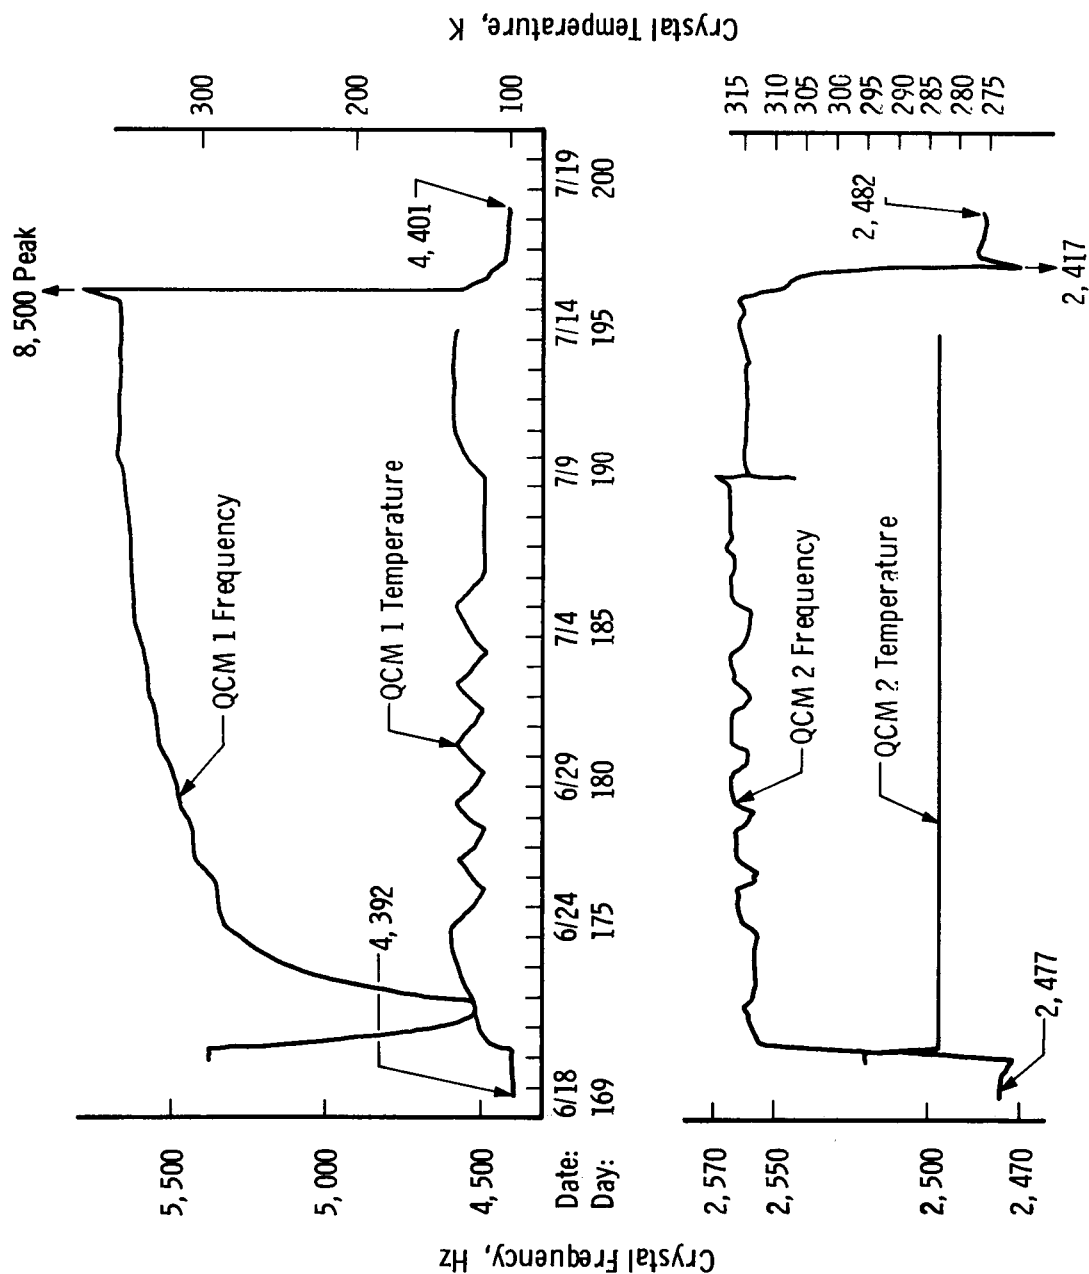 8,500 Peak
5,500
5,000
4,500
Crystal Frequency, Hz
300
200
100
Crystal Temperature, K
QCM 1 Frequency
QCM 1 Temperature
4,392
4,401
Date: 6/18 6/24 6/29 7/4 7/9 7/14 7/19
Day: 169 175 180 185 190 195 200
2,570
2,550
2,500
2,470
315
310
305
300
295
290
285
280
275
QCM 2 Frequency
QCM 2 Temperature
2,477
2,482
2,417